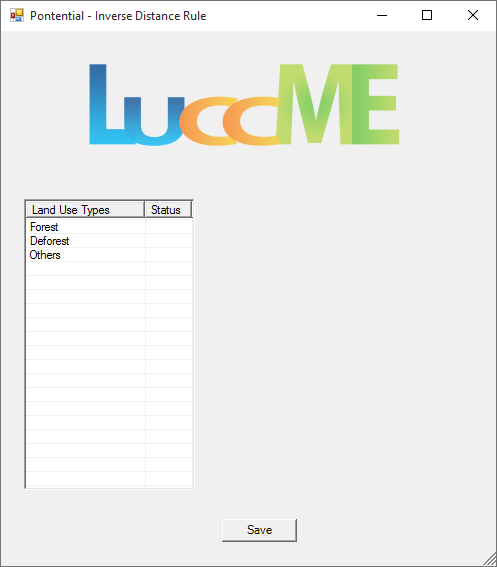 Pontential - Inverse Distance Rule
LuccME
Land Use Types Status
Forest
Deforest
Others
Save